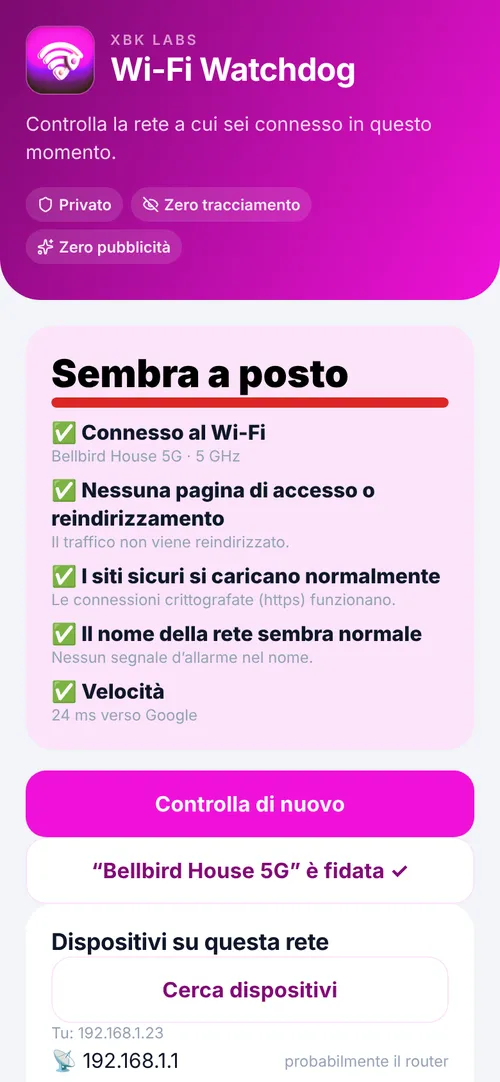 XBK LABS
Wi-Fi Watchdog
Controlla la rete a cui sei connesso in questo
momento.
Privato
Zero tracciamento
Zero pubblicità
Sembra a posto
✅ Connesso al Wi-Fi
Bellbird House 5G · 5 GHz
✅ Nessuna pagina di accesso o
reindirizzamento
Il traffico non viene reindirizzato.
✅ I siti sicuri si caricano normalmente
Le connessioni crittografate (https) funzionano.
✅ Il nome della rete sembra normale
Nessun segnale d’allarme nel nome.
✅ Velocità
24 ms verso Google
Controlla di nuovo
“Bellbird House 5G” è fidata ✓
Dispositivi su questa rete
Cerca dispositivi
Tu: 192.168.1.23
📡 192.168.1.1 probabilmente il router